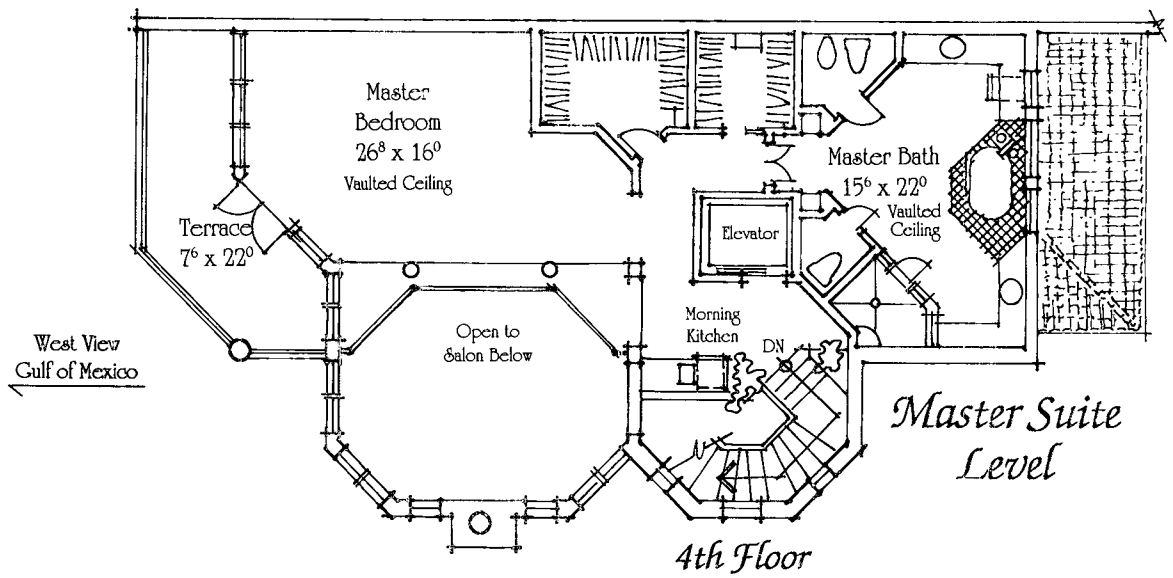 Master
Bedroom
26⁸ x 16⁰
Vaulted Ceiling
Terrace
7⁶ x 22⁰
Master Bath
15⁶ x 22⁰
Vaulted
Ceiling
Elevator
Open to
Salon Below
Morning
Kitchen
DN
West View
Gulf of Mexico
Master Suite
Level
4th Floor